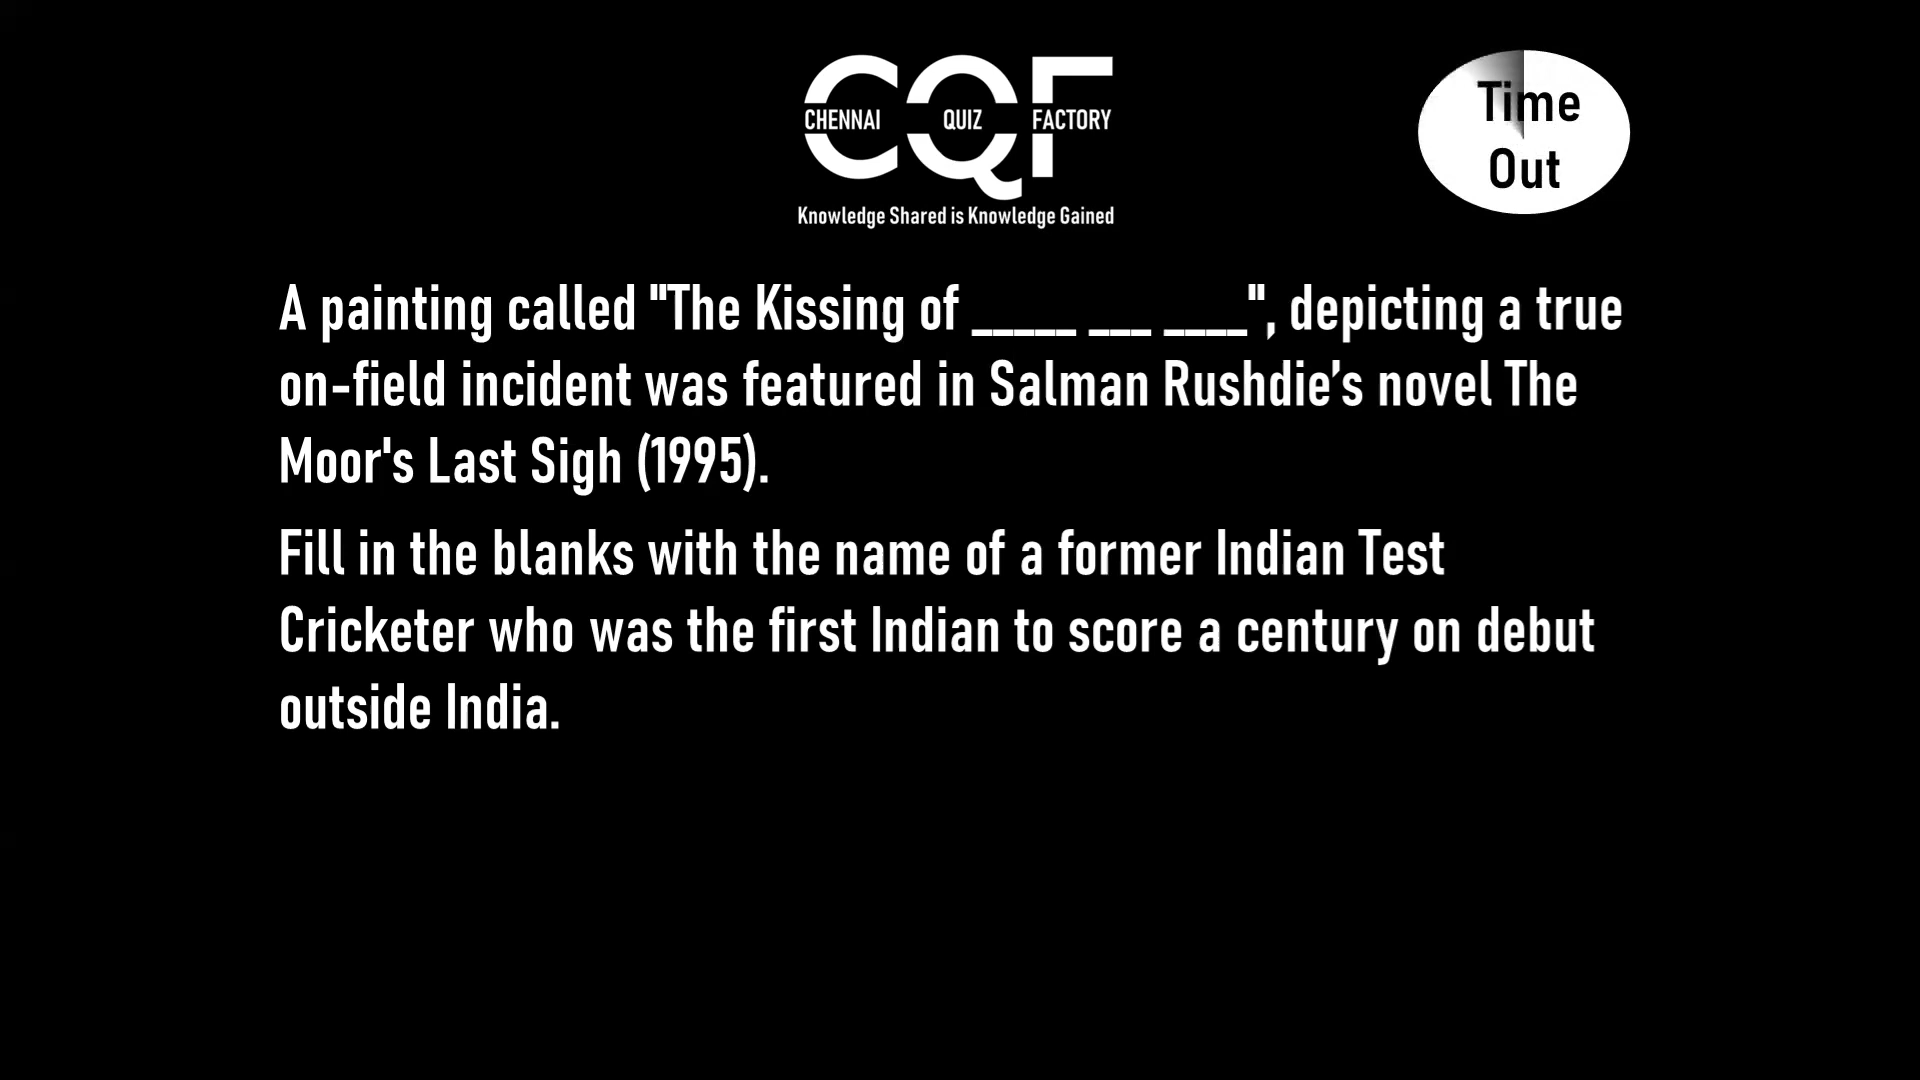 CHENNAI QUIZ FACTORY
CQF
Knowledge Shared is Knowledge Gained
Time
Out
A painting called "The Kissing of _____ ___ ____", depicting a true
on-field incident was featured in Salman Rushdie’s novel The
Moor's Last Sigh (1995).
Fill in the blanks with the name of a former Indian Test
Cricketer who was the first Indian to score a century on debut
outside India.